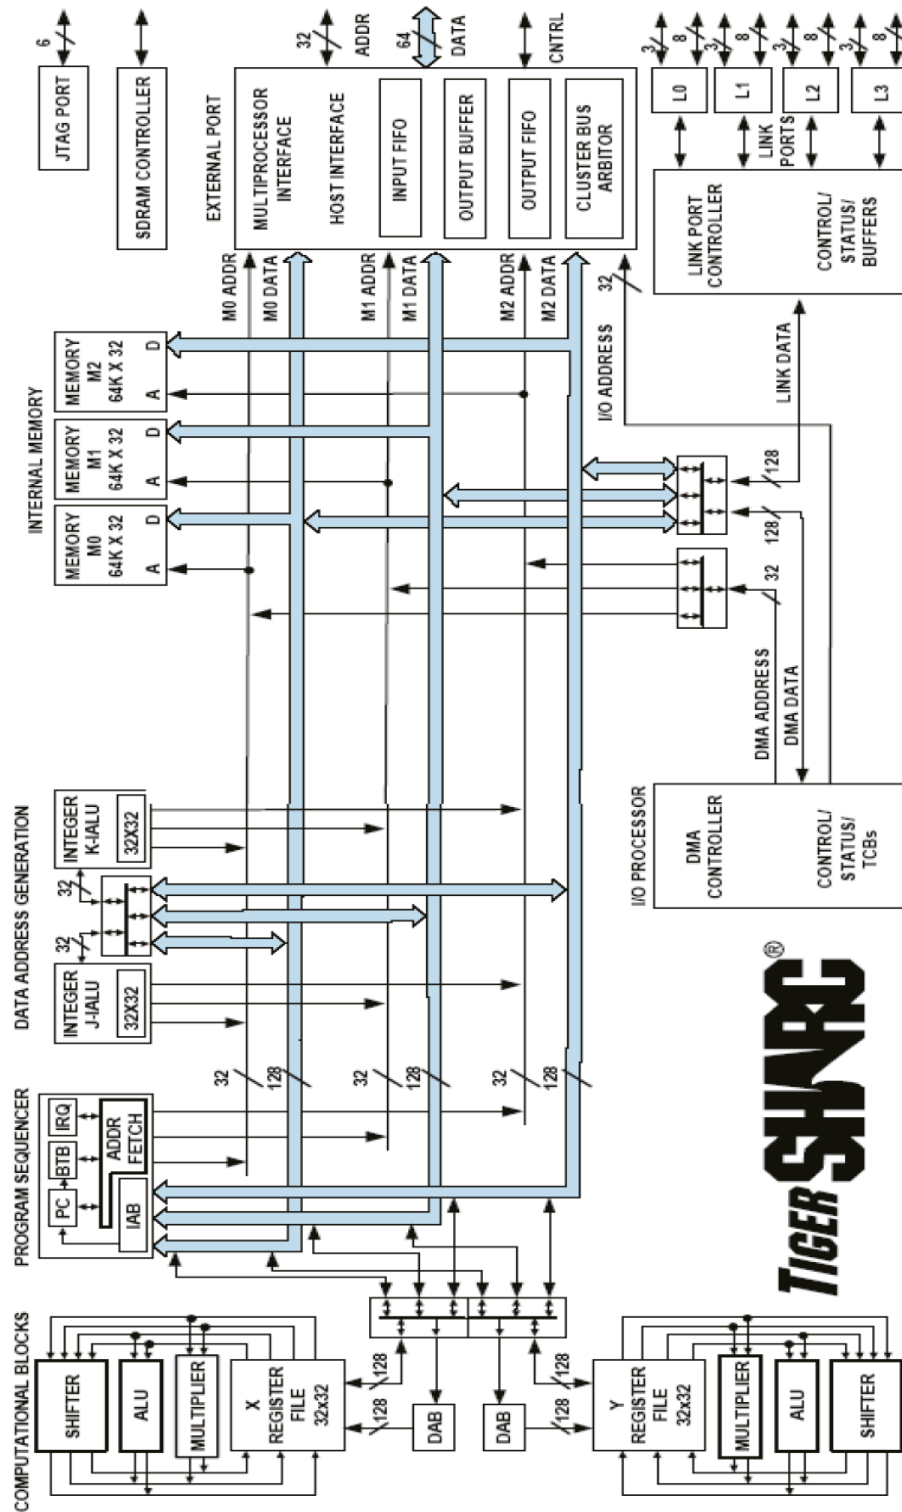 COMPUTATIONAL BLOCKS
SHIFTER
ALU
MULTIPLIER
X
REGISTER
FILE
32x32
128
128
DAB
DAB
128
128
Y
REGISTER
FILE
32x32
MULTIPLIER
ALU
SHIFTER
PROGRAM SEQUENCER
PC
BTB
IRQ
IAB
ADDR
FETCH
DATA ADDRESS GENERATION
INTEGER
J-IALU
32X32
32
32
INTEGER
K-IALU
32X32
32
128
32
128
32
128
INTERNAL MEMORY
MEMORY
M0
64K X 32
A
D
MEMORY
M1
64K X 32
A
D
MEMORY
M2
64K X 32
A
D
JTAG PORT
6
SDRAM CONTROLLER
EXTERNAL PORT
M0 ADDR
M0 DATA
M1 ADDR
M1 DATA
M2 ADDR
M2 DATA
MULTIPROCESSOR
INTERFACE
HOST INTERFACE
INPUT FIFO
OUTPUT BUFFER
OUTPUT FIFO
CLUSTER BUS
ARBITOR
32
ADDR
64
DATA
CNTRL
I/O ADDRESS
32
I/O PROCESSOR
DMA
CONTROLLER
CONTROL/
STATUS/
TCBs
DMA ADDRESS
32
DMA DATA
128
LINK DATA
128
LINK PORT
CONTROLLER
CONTROL/
STATUS/
BUFFERS
LINK
PORTS
L0
3
8
L1
3
8
L2
3
8
L3
3
8
TIGERSHARC®